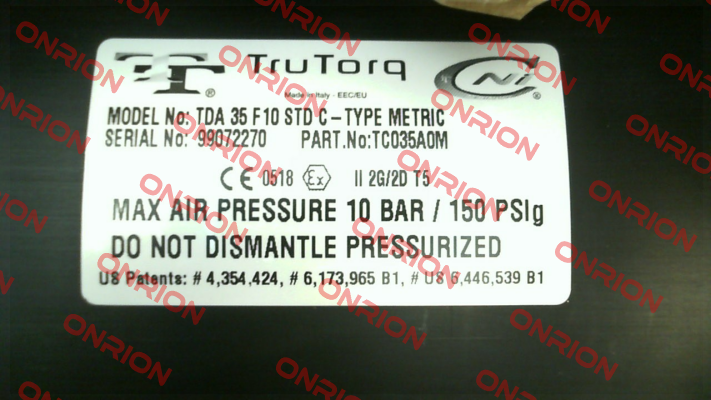 TT ® TruTorq CNi ®
Made in Italy - EEC/EU
MODEL No: TDA 35 F10 STD C-TYPE METRIC
SERIAL No: 99072270 PART.No:TC035A0M
CE 0518 Ex II 2G/2D T5
MAX AIR PRESSURE 10 BAR / 150 PSIg
DO NOT DISMANTLE PRESSURIZED
US Patents: # 4,354,424, # 6,173,965 B1, # US 6,446,539 B1
ONRION